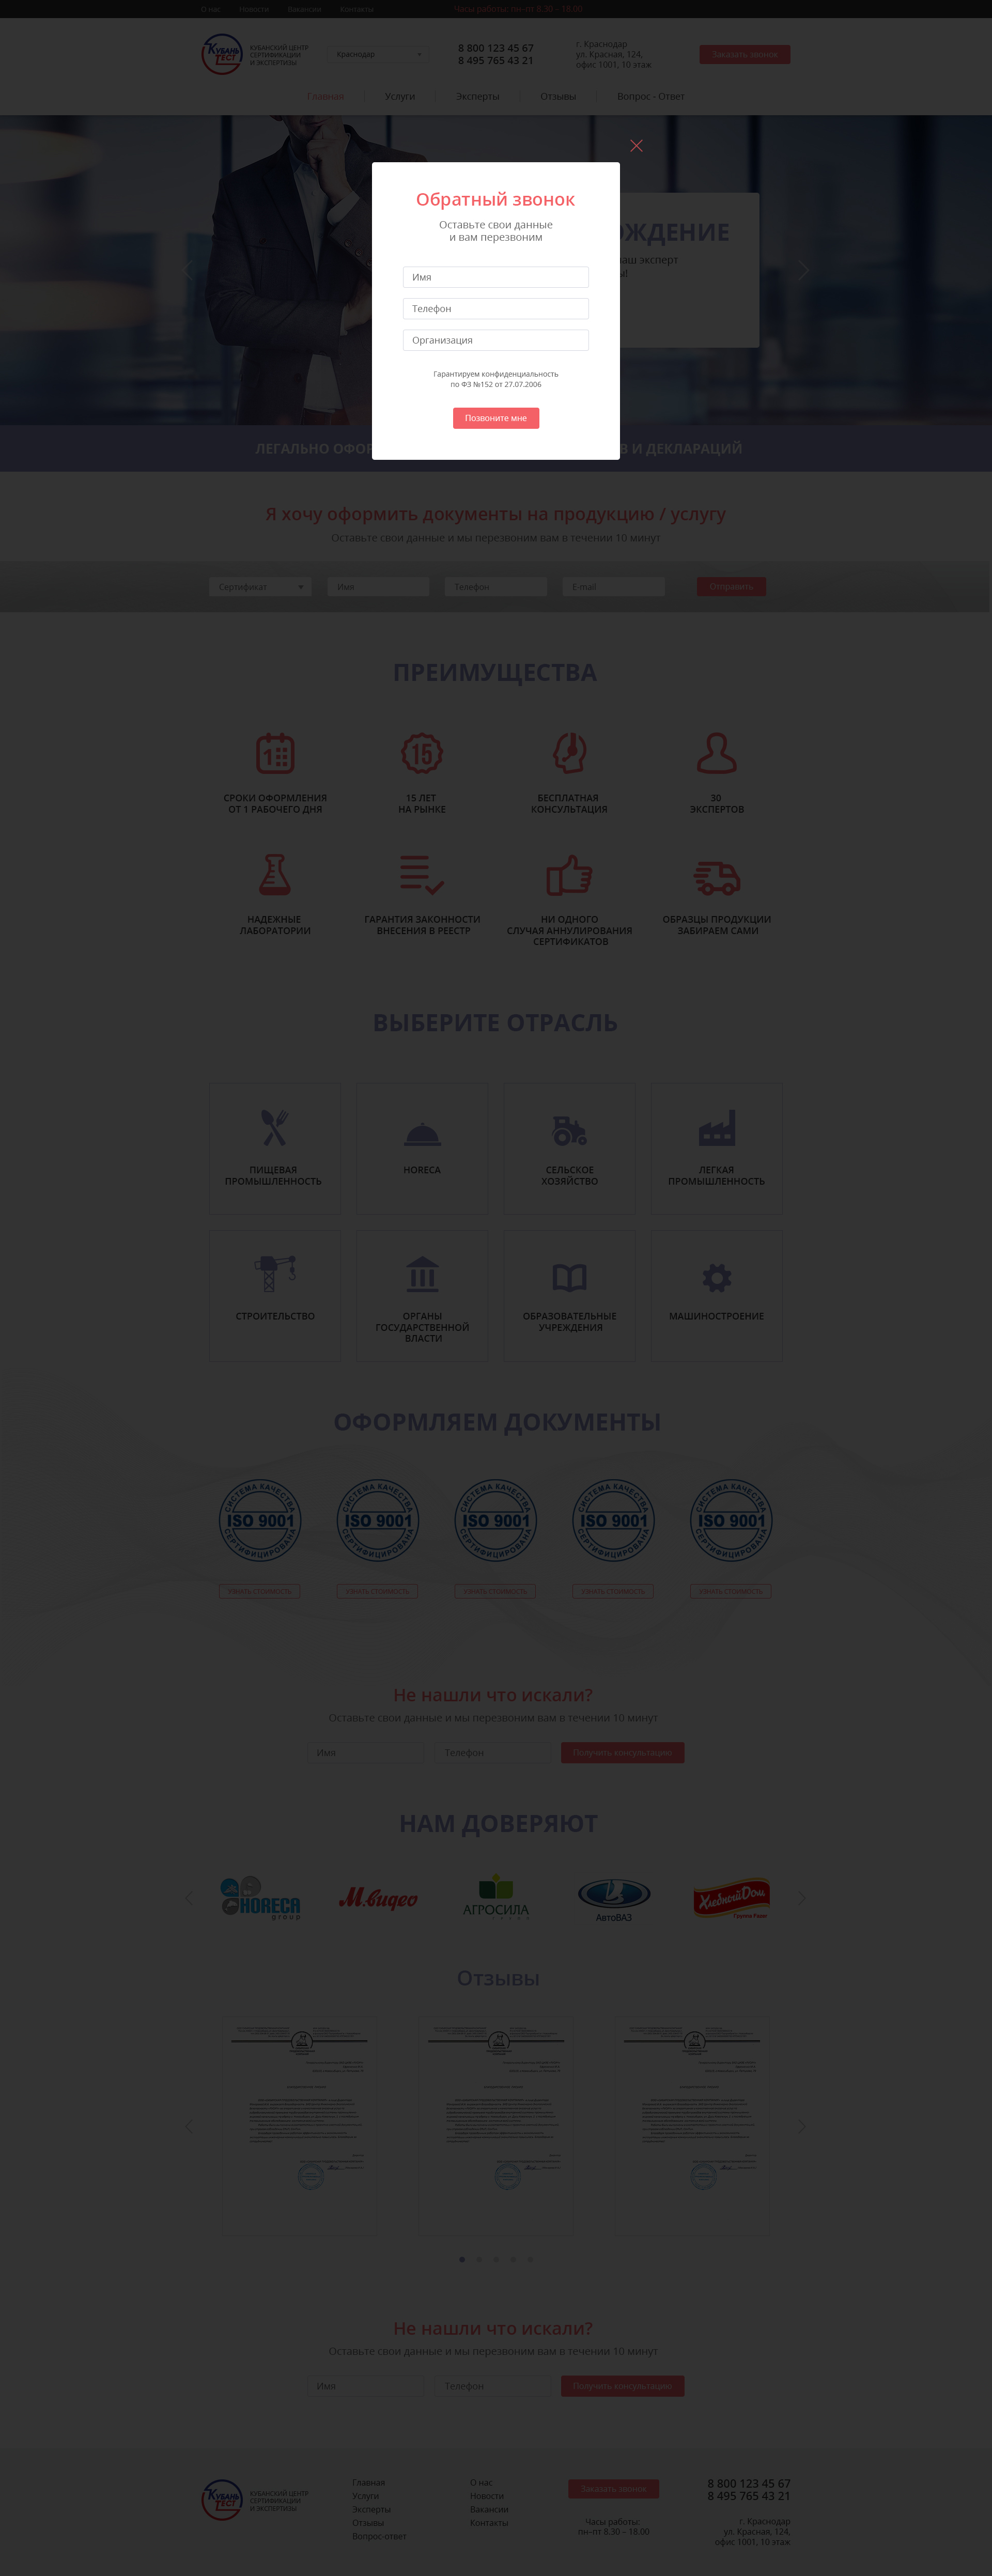 О нас Новости Вакансии Контакты Часы работы: пн–пт 8.30 – 18.00
КУБАНЬ ТЕСТ
КУБАНСКИЙ ЦЕНТР
СЕРТИФИКАЦИИ
И ЭКСПЕРТИЗЫ
Краснодар
8 800 123 45 67
8 495 765 43 21
г. Краснодар
ул. Красная, 124,
офис 1001, 10 этаж
Заказать звонок
Главная Услуги Эксперты Отзывы Вопрос - Ответ
Обратный звонок
Оставьте свои данные
и вам перезвоним
Имя
Телефон
Организация
Гарантируем конфиденциальность
по ФЗ №152 от 27.07.2006
Позвоните мне
ОЖДЕНИЕ
наш эксперт
ЛЕГАЛЬНО ОФОР
В И ДЕКЛАРАЦИЙ
Я хочу оформить документы на продукцию / услугу
Оставьте свои данные и мы перезвоним вам в течении 10 минут
Сертификат Имя Телефон E-mail Отправить
ПРЕИМУЩЕСТВА
15
СРОКИ ОФОРМЛЕНИЯ
ОТ 1 РАБОЧЕГО ДНЯ
15 ЛЕТ
НА РЫНКЕ
БЕСПЛАТНАЯ
КОНСУЛЬТАЦИЯ
30
ЭКСПЕРТОВ
НАДЕЖНЫЕ
ЛАБОРАТОРИИ
ГАРАНТИЯ ЗАКОННОСТИ
ВНЕСЕНИЯ В РЕЕСТР
НИ ОДНОГО
СЛУЧАЯ АННУЛИРОВАНИЯ
СЕРТИФИКАТОВ
ОБРАЗЦЫ ПРОДУКЦИИ
ЗАБИРАЕМ САМИ
ВЫБЕРИТЕ ОТРАСЛЬ
ПИЩЕВАЯ
ПРОМЫШЛЕННОСТЬ
HORECA
СЕЛЬСКОЕ
ХОЗЯЙСТВО
ЛЕГКАЯ
ПРОМЫШЛЕННОСТЬ
СТРОИТЕЛЬСТВО
ОРГАНЫ
ГОСУДАРСТВЕННОЙ
ВЛАСТИ
ОБРАЗОВАТЕЛЬНЫЕ
УЧРЕЖДЕНИЯ
МАШИНОСТРОЕНИЕ
ОФОРМЛЯЕМ ДОКУМЕНТЫ
СИСТЕМА КАЧЕСТВА ISO 9001 СЕРТИФИЦИРОВАНА
СИСТЕМА КАЧЕСТВА ISO 9001 СЕРТИФИЦИРОВАНА
СИСТЕМА КАЧЕСТВА ISO 9001 СЕРТИФИЦИРОВАНА
СИСТЕМА КАЧЕСТВА ISO 9001 СЕРТИФИЦИРОВАНА
СИСТЕМА КАЧЕСТВА ISO 9001 СЕРТИФИЦИРОВАНА
УЗНАТЬ СТОИМОСТЬ УЗНАТЬ СТОИМОСТЬ УЗНАТЬ СТОИМОСТЬ УЗНАТЬ СТОИМОСТЬ УЗНАТЬ СТОИМОСТЬ
Не нашли что искали?
Оставьте свои данные и мы перезвоним вам в течении 10 минут
Имя Телефон Получить консультацию
НАМ ДОВЕРЯЮТ
HORECA
group
М.видео
АГРОСИЛА
АвтоВАЗ
Хлебный Дом
Отзывы
Не нашли что искали?
Оставьте свои данные и мы перезвоним вам в течении 10 минут
Имя Телефон Получить консультацию
КУБАНЬ ТЕСТ
КУБАНСКИЙ ЦЕНТР
СЕРТИФИКАЦИИ
И ЭКСПЕРТИЗЫ
Главная
Услуги
Эксперты
Отзывы
Вопрос-ответ
О нас
Новости
Вакансии
Контакты
Заказать звонок
Часы работы:
пн–пт 8.30 – 18.00
8 800 123 45 67
8 495 765 43 21
г. Краснодар
ул. Красная, 124,
офис 1001, 10 этаж